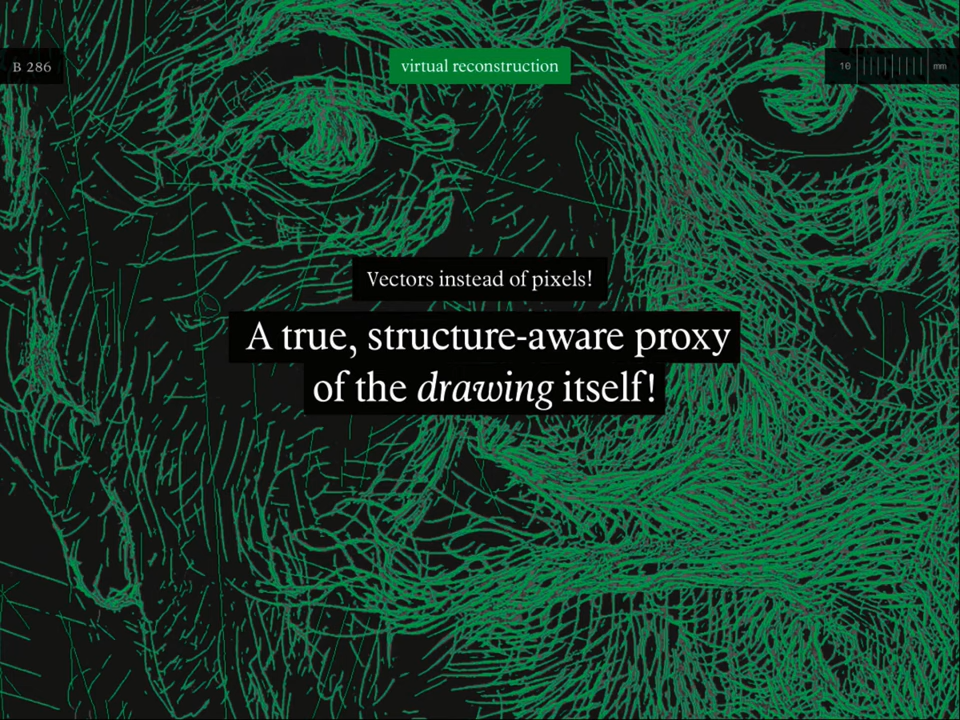 B 286
virtual reconstruction
10 mm
Vectors instead of pixels!
A true, structure-aware proxy
of the drawing itself!